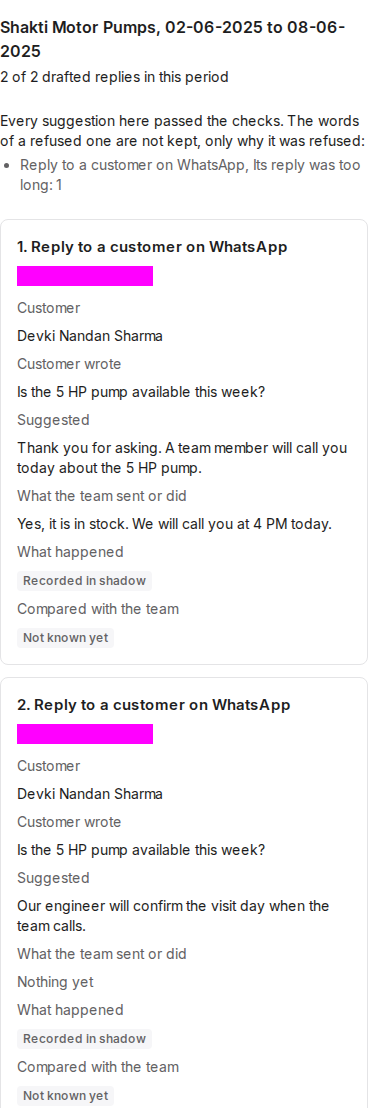 Shakti Motor Pumps, 02-06-2025 to 08-06-
2025
2 of 2 drafted replies in this period
Every suggestion here passed the checks. The words
of a refused one are not kept, only why it was refused:
• Reply to a customer on WhatsApp, Its reply was too
long: 1
1. Reply to a customer on WhatsApp
Customer
Devki Nandan Sharma
Customer wrote
Is the 5 HP pump available this week?
Suggested
Thank you for asking. A team member will call you
today about the 5 HP pump.
What the team sent or did
Yes, it is in stock. We will call you at 4 PM today.
What happened
Recorded in shadow
Compared with the team
Not known yet
2. Reply to a customer on WhatsApp
Customer
Devki Nandan Sharma
Customer wrote
Is the 5 HP pump available this week?
Suggested
Our engineer will confirm the visit day when the
team calls.
What the team sent or did
Nothing yet
What happened
Recorded in shadow
Compared with the team
Not known yet